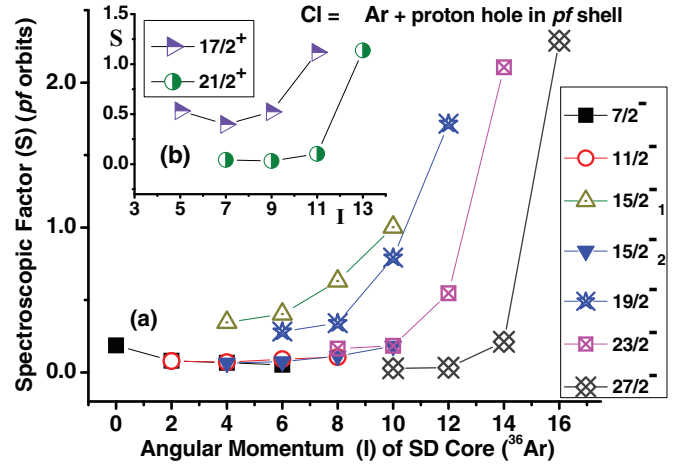 Cl = Ar + proton hole in pf shell
S
1.5
1.0
0.5
0.0
17/2+
21/2+
(b)
3 5 7 9 11 13
I
Spectroscopic Factor (S) (pf orbits)
2.0
1.0
0.0
(a)
7/2-
11/2-
15/2-1
15/2-2
19/2-
23/2-
27/2-
0 2 4 6 8 10 12 14 16
Angular Momentum (I) of SD Core (36Ar)